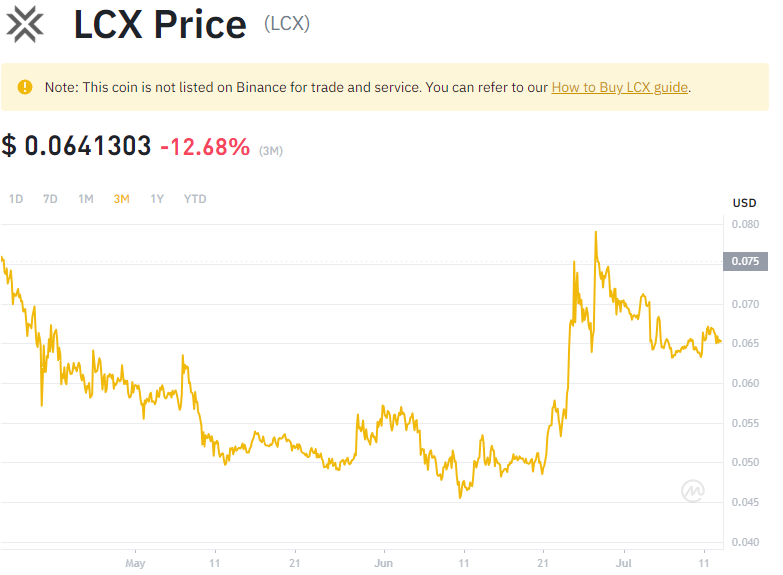 LCX Price (LCX)
Note: This coin is not listed on Binance for trade and service. You can refer to our How to Buy LCX guide.
$ 0.0641303 -12.68% (3M)
1D 7D 1M 3M 1Y YTD
USD
0.080
0.075
0.070
0.065
0.060
0.055
0.050
0.045
0.040
May 11 21 Jun 11 21 Jul 11